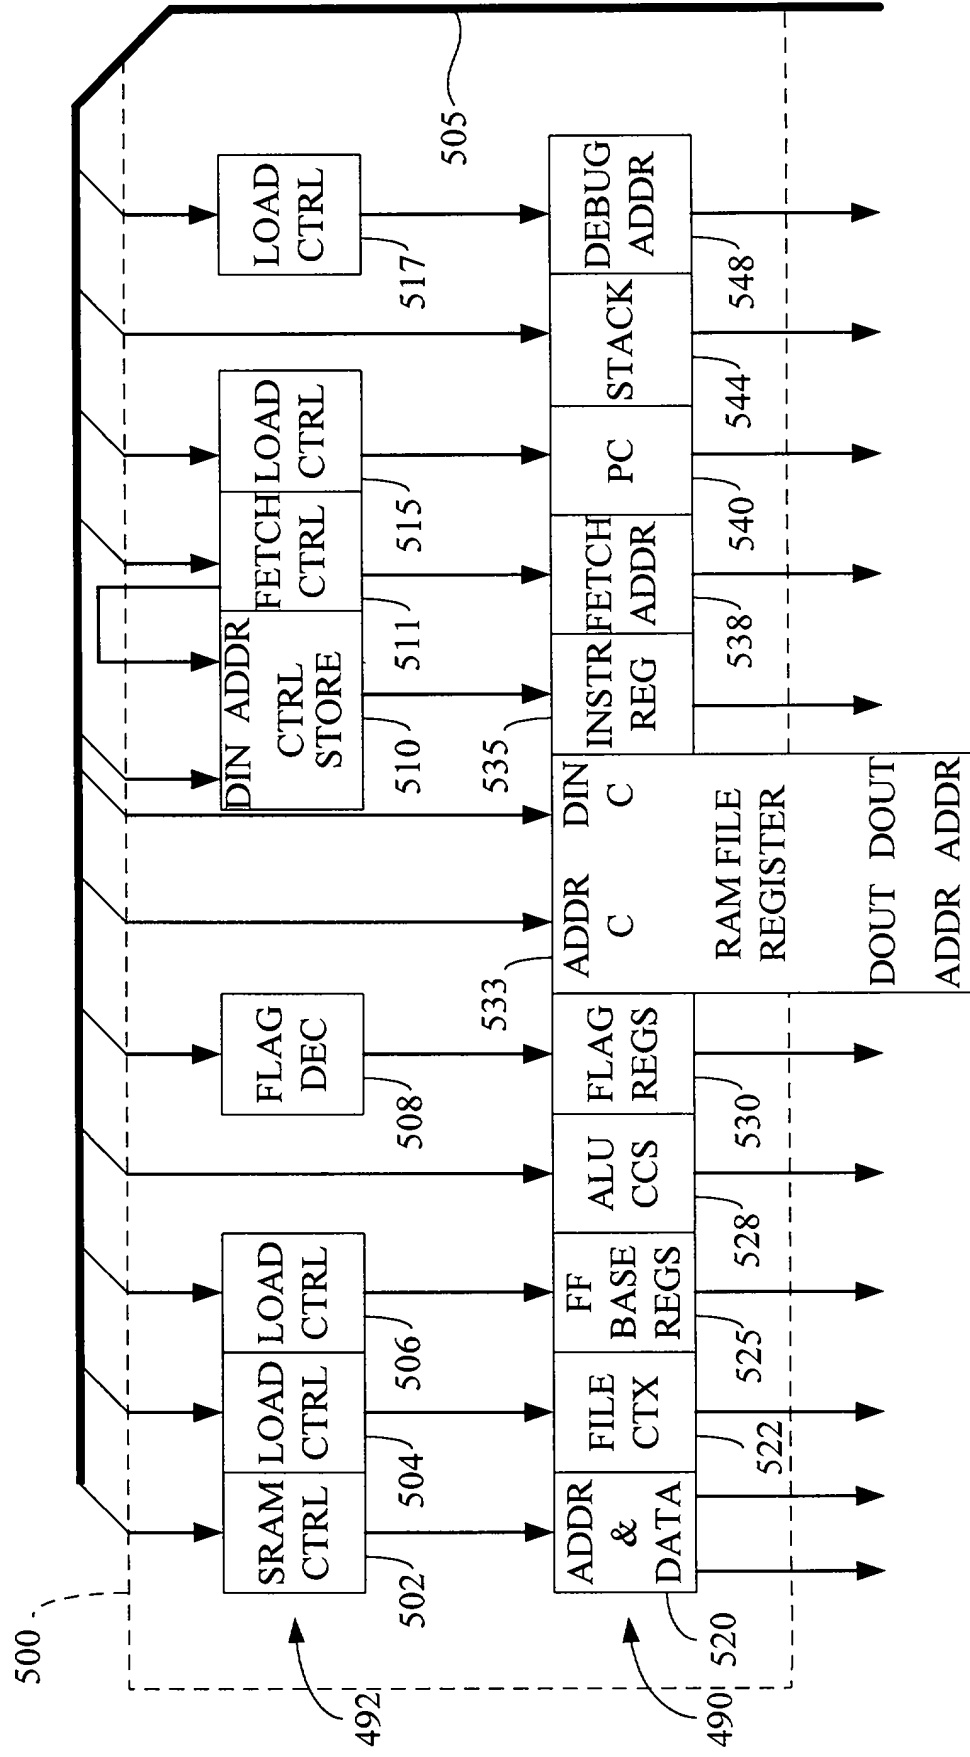 500
492
490
SRAM
CTRL
502
LOAD
CTRL
504
LOAD
CTRL
506
FLAG
DEC
508
DIN ADDR
CTRL
STORE
510
FETCH
CTRL
511
LOAD
CTRL
515
LOAD
CTRL
517
505
ADDR
&
DATA
520
FILE
CTX
522
FF
BASE
REGS
525
ALU
CCS
528
FLAG
REGS
530
533
ADDR DIN
C C
RAM FILE
REGISTER
DOUT DOUT
ADDR ADDR
INSTR
REG
535
FETCH
ADDR
538
PC
540
STACK
544
DEBUG
ADDR
548